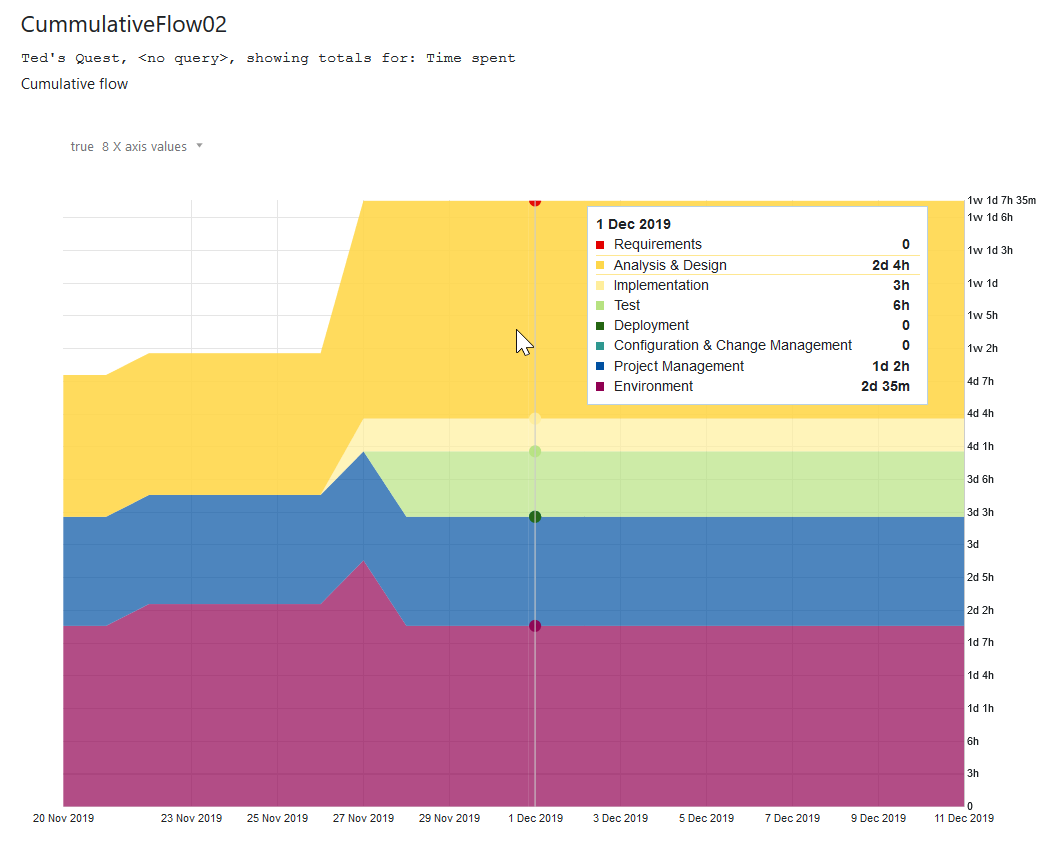 CummulativeFlow02
Ted's Quest, <no query>, showing totals for: Time spent
Cumulative flow
true 8 X axis values
1 Dec 2019
Requirements 0
Analysis & Design 2d 4h
Implementation 3h
Test 6h
Deployment 0
Configuration & Change Management 0
Project Management 1d 2h
Environment 2d 35m
1w 1d 7h 35m
1w 1d 6h
1w 1d 3h
1w 1d
1w 5h
1w 2h
4d 7h
4d 4h
4d 1h
3d 6h
3d 3h
3d
2d 5h
2d 2h
1d 7h
1d 4h
1d 1h
6h
3h
0
20 Nov 2019 23 Nov 2019 25 Nov 2019 27 Nov 2019 29 Nov 2019 1 Dec 2019 3 Dec 2019 5 Dec 2019 7 Dec 2019 9 Dec 2019 11 Dec 2019